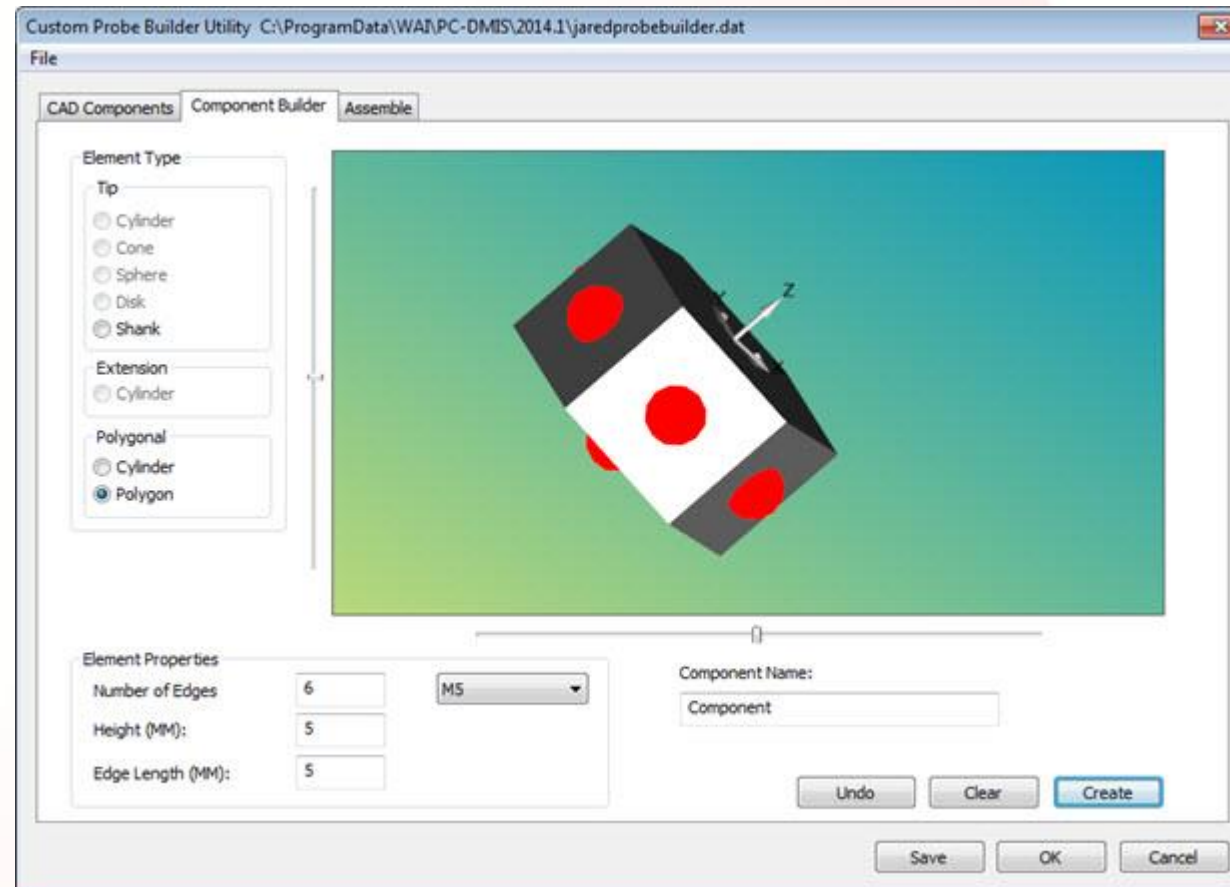 Custom Probe Builder Utility C:\ProgramData\WAI\PC-DMIS\2014.1\jaredprobebuilder.dat
File
CAD Components Component Builder Assemble
Element Type
Tip
Cylinder
Cone
Sphere
Disk
Shank
Extension
Cylinder
Polygonal
Cylinder
Polygon
Z
Element Properties
Number of Edges 6 M5
Height (MM): 5
Edge Length (MM): 5
Component Name:
Component
Undo Clear Create
Save OK Cancel